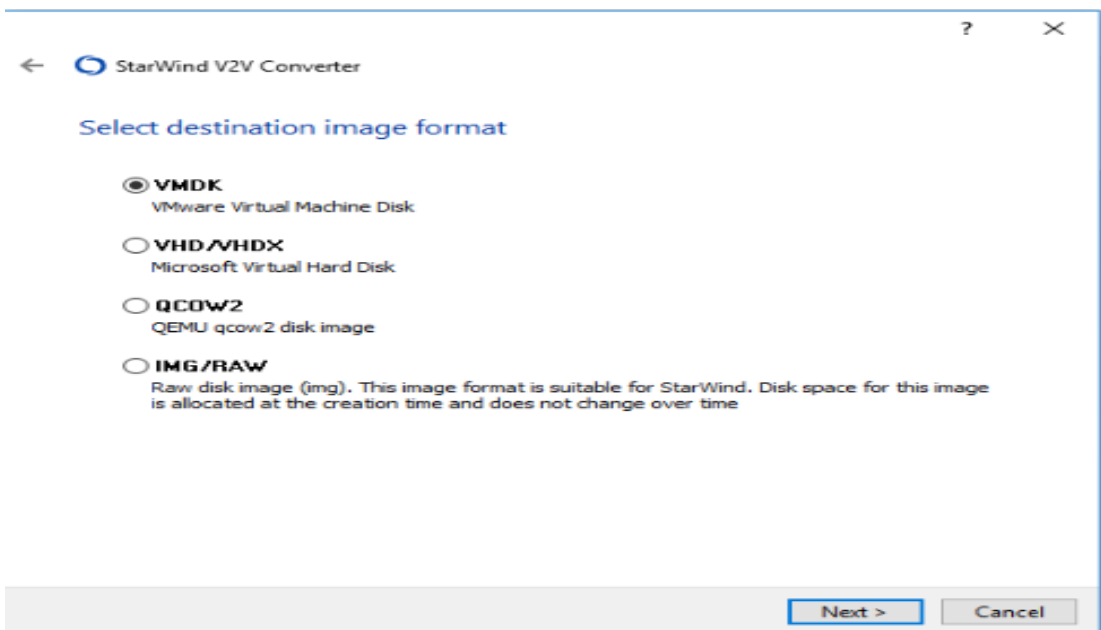 ?
StarWind V2V Converter
Select destination image format
VMDK
VMware Virtual Machine Disk
VHD/VHDX
Microsoft Virtual Hard Disk
QCOW2
QEMU qcow2 disk image
IMG/RAW
Raw disk image (img). This image format is suitable for StarWind. Disk space for this image
is allocated at the creation time and does not change over time
Next > Cancel